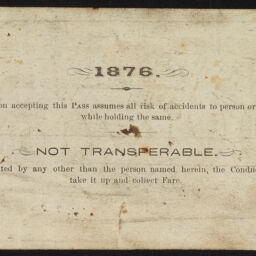 1876.
on accepting this Pass assumes all risk of accidents to person or
while holding the same.
NOT TRANSFERABLE.
ted by any other than the person named herein, the Condu
take it up and collect Fare.